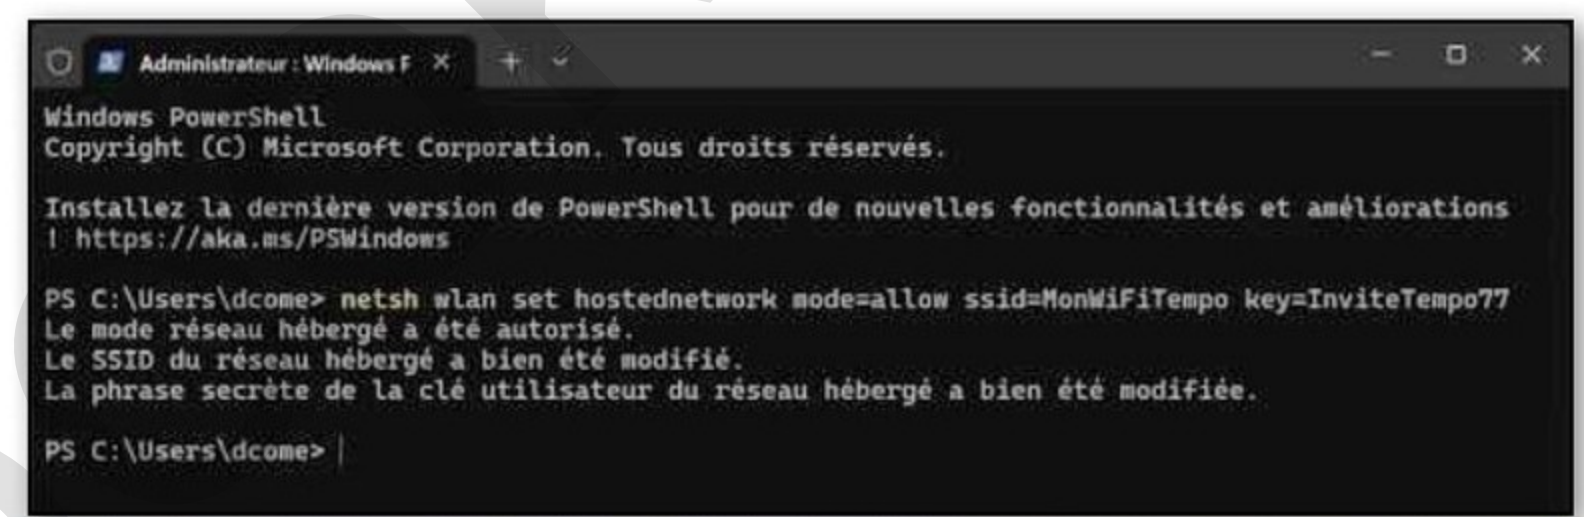 Administrateur : Windows P
Windows PowerShell
Copyright (C) Microsoft Corporation. Tous droits réservés.
Installez la dernière version de PowerShell pour de nouvelles fonctionnalités et améliorations
! https://aka.ms/PSWindows
PS C:\Users\dcome> netsh wlan set hostednetwork mode=allow ssid=MonWiFiTempo key=InviteTempo77
Le mode réseau hébergé a été autorisé.
Le SSID du réseau hébergé a bien été modifié.
La phrase secrète de la clé utilisateur du réseau hébergé a bien été modifiée.
PS C:\Users\dcome>